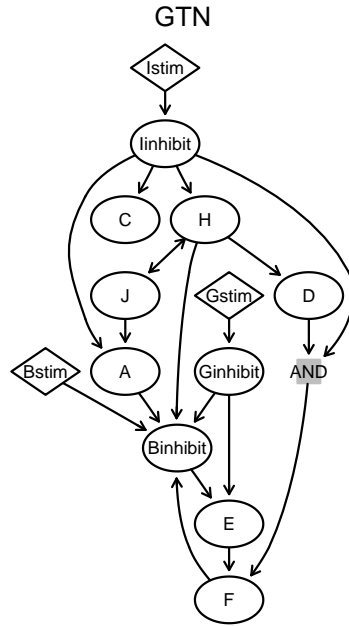 GTN
Istim
Iinhibit
C
H
J
Gstim
D
Bstim
A
Ginhibit
AND
Binhibit
E
F